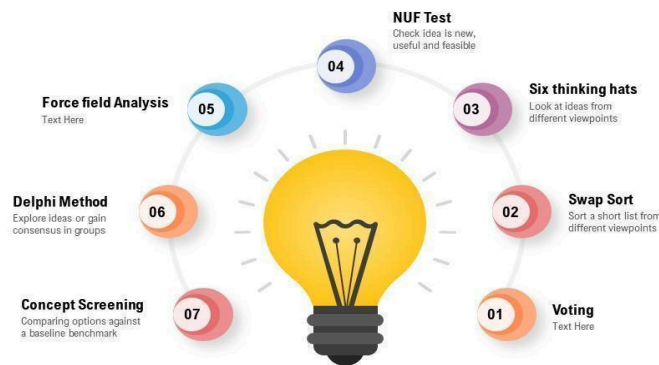 04
NUF Test
Check idea is new,
useful and feasible
05
Force field Analysis
Text Here
03
Six thinking hats
Look at ideas from
different viewpoints
06
Delphi Method
Explore ideas or gain
consensus in groups
02
Swap Sort
Sort a short list from
different viewpoints
07
Concept Screening
Comparing options against
a baseline benchmark
01
Voting
Text Here